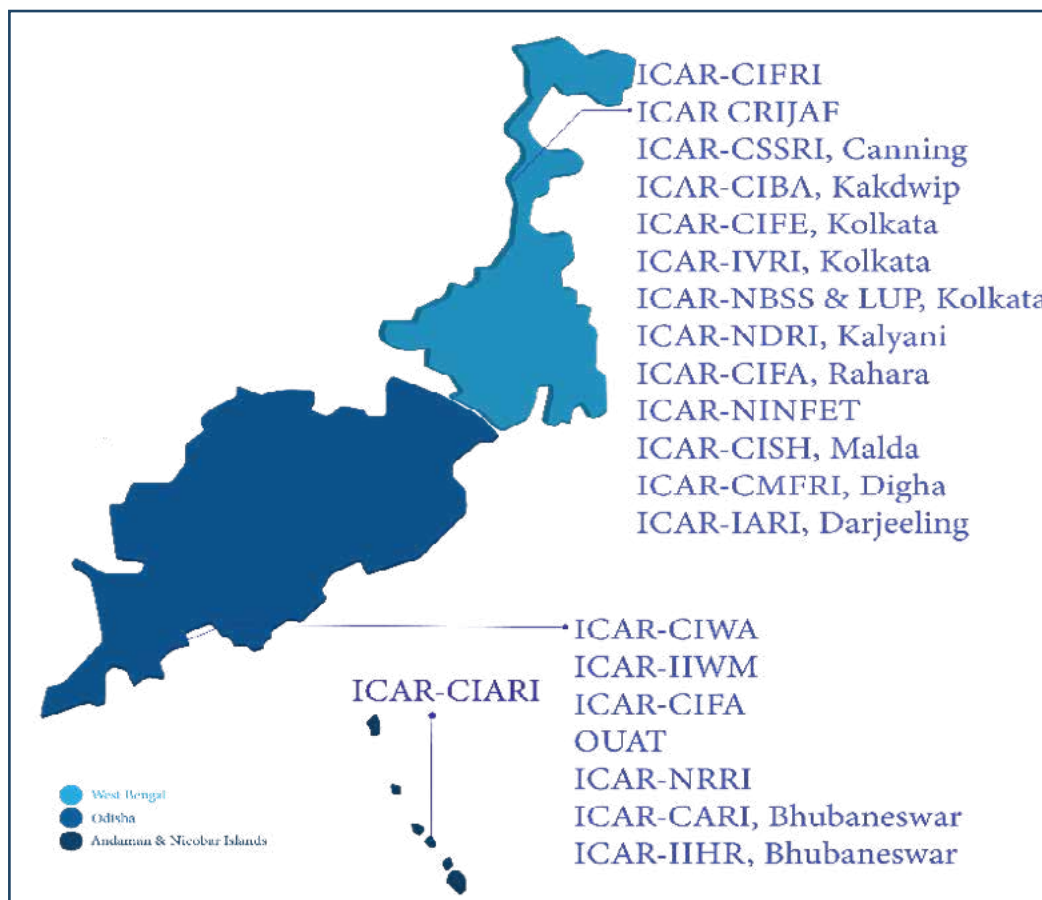 ICAR-CIFRI
ICAR CRIJAF
ICAR-CSSRI, Canning
ICAR-CIBA, Kakdwip
ICAR-CIFE, Kolkata
ICAR-IVRI, Kolkata
ICAR-NBSS & LUP, Kolkata
ICAR-NDRI, Kalyani
ICAR-CIFA, Rahara
ICAR-NINFET
ICAR-CISH, Malda
ICAR-CMFRI, Digha
ICAR-IARI, Darjeeling
ICAR-CIWA
ICAR-IIWM
ICAR-CIFA
OUAT
ICAR-NRRI
ICAR-CARI, Bhubaneswar
ICAR-IIHR, Bhubaneswar
ICAR-CIARI
West Bengal
Odisha
Andaman & Nicobar Islands